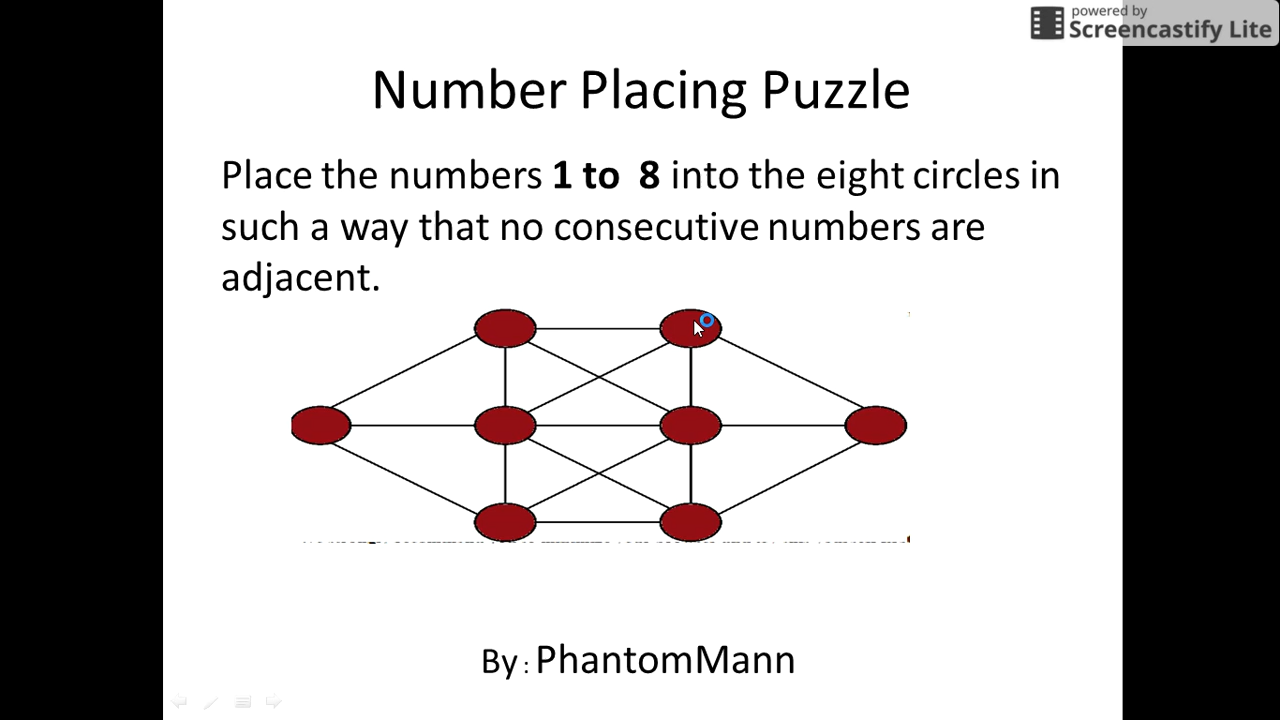 powered by
Screencastify Lite
Number Placing Puzzle
Place the numbers 1 to 8 into the eight circles in
such a way that no consecutive numbers are
adjacent.
By : PhantomMann